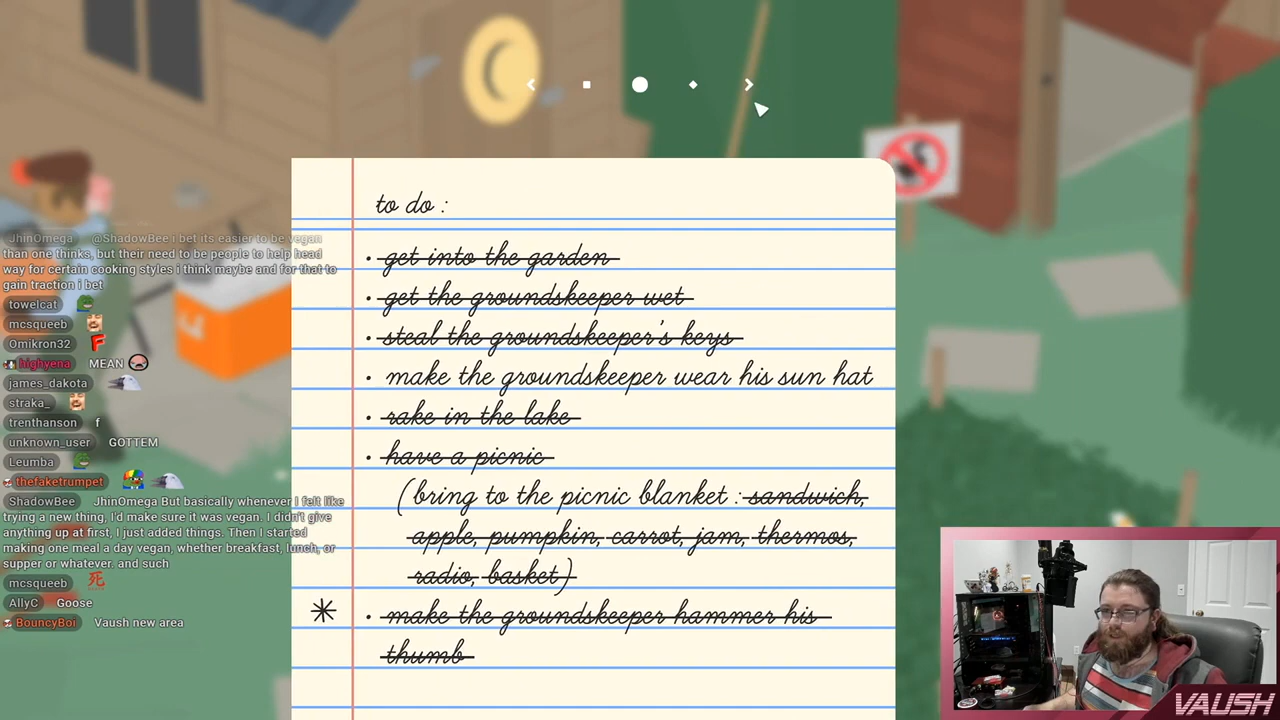 to do :
• get into the garden
• get the groundskeeper wet
• steal the groundskeeper's keys
• make the groundskeeper wear his sun hat
• rake in the lake
• have a picnic
(bring to the picnic blanket : sandwich,
apple, pumpkin, carrot, jam, thermos,
radio, basket)
• make the groundskeeper hammer his
thumb
JhinOmega @ShadowBee i bet its easier to be vegan
than one thinks, but their need to be people to help head
way for certain cooking styles i think maybe and for that to
gain traction i bet
towelcat
mcsqueeb
Omikron32
highyena MEAN
james_dakota
straka_
trenthanson f
unknown_user GOTTEM
Leumba
thefaketrumpet
ShadowBee JhinOmega But basically whenever I felt like
trying a new thing, I'd make sure it was vegan. I didn't give
anything up at first, I just added things. Then I started
making one meal a day vegan, whether breakfast, lunch, or
supper or whatever. and such
mcsqueeb 死
AllyC Goose
BouncyBoi Vaush new area
VAUSH